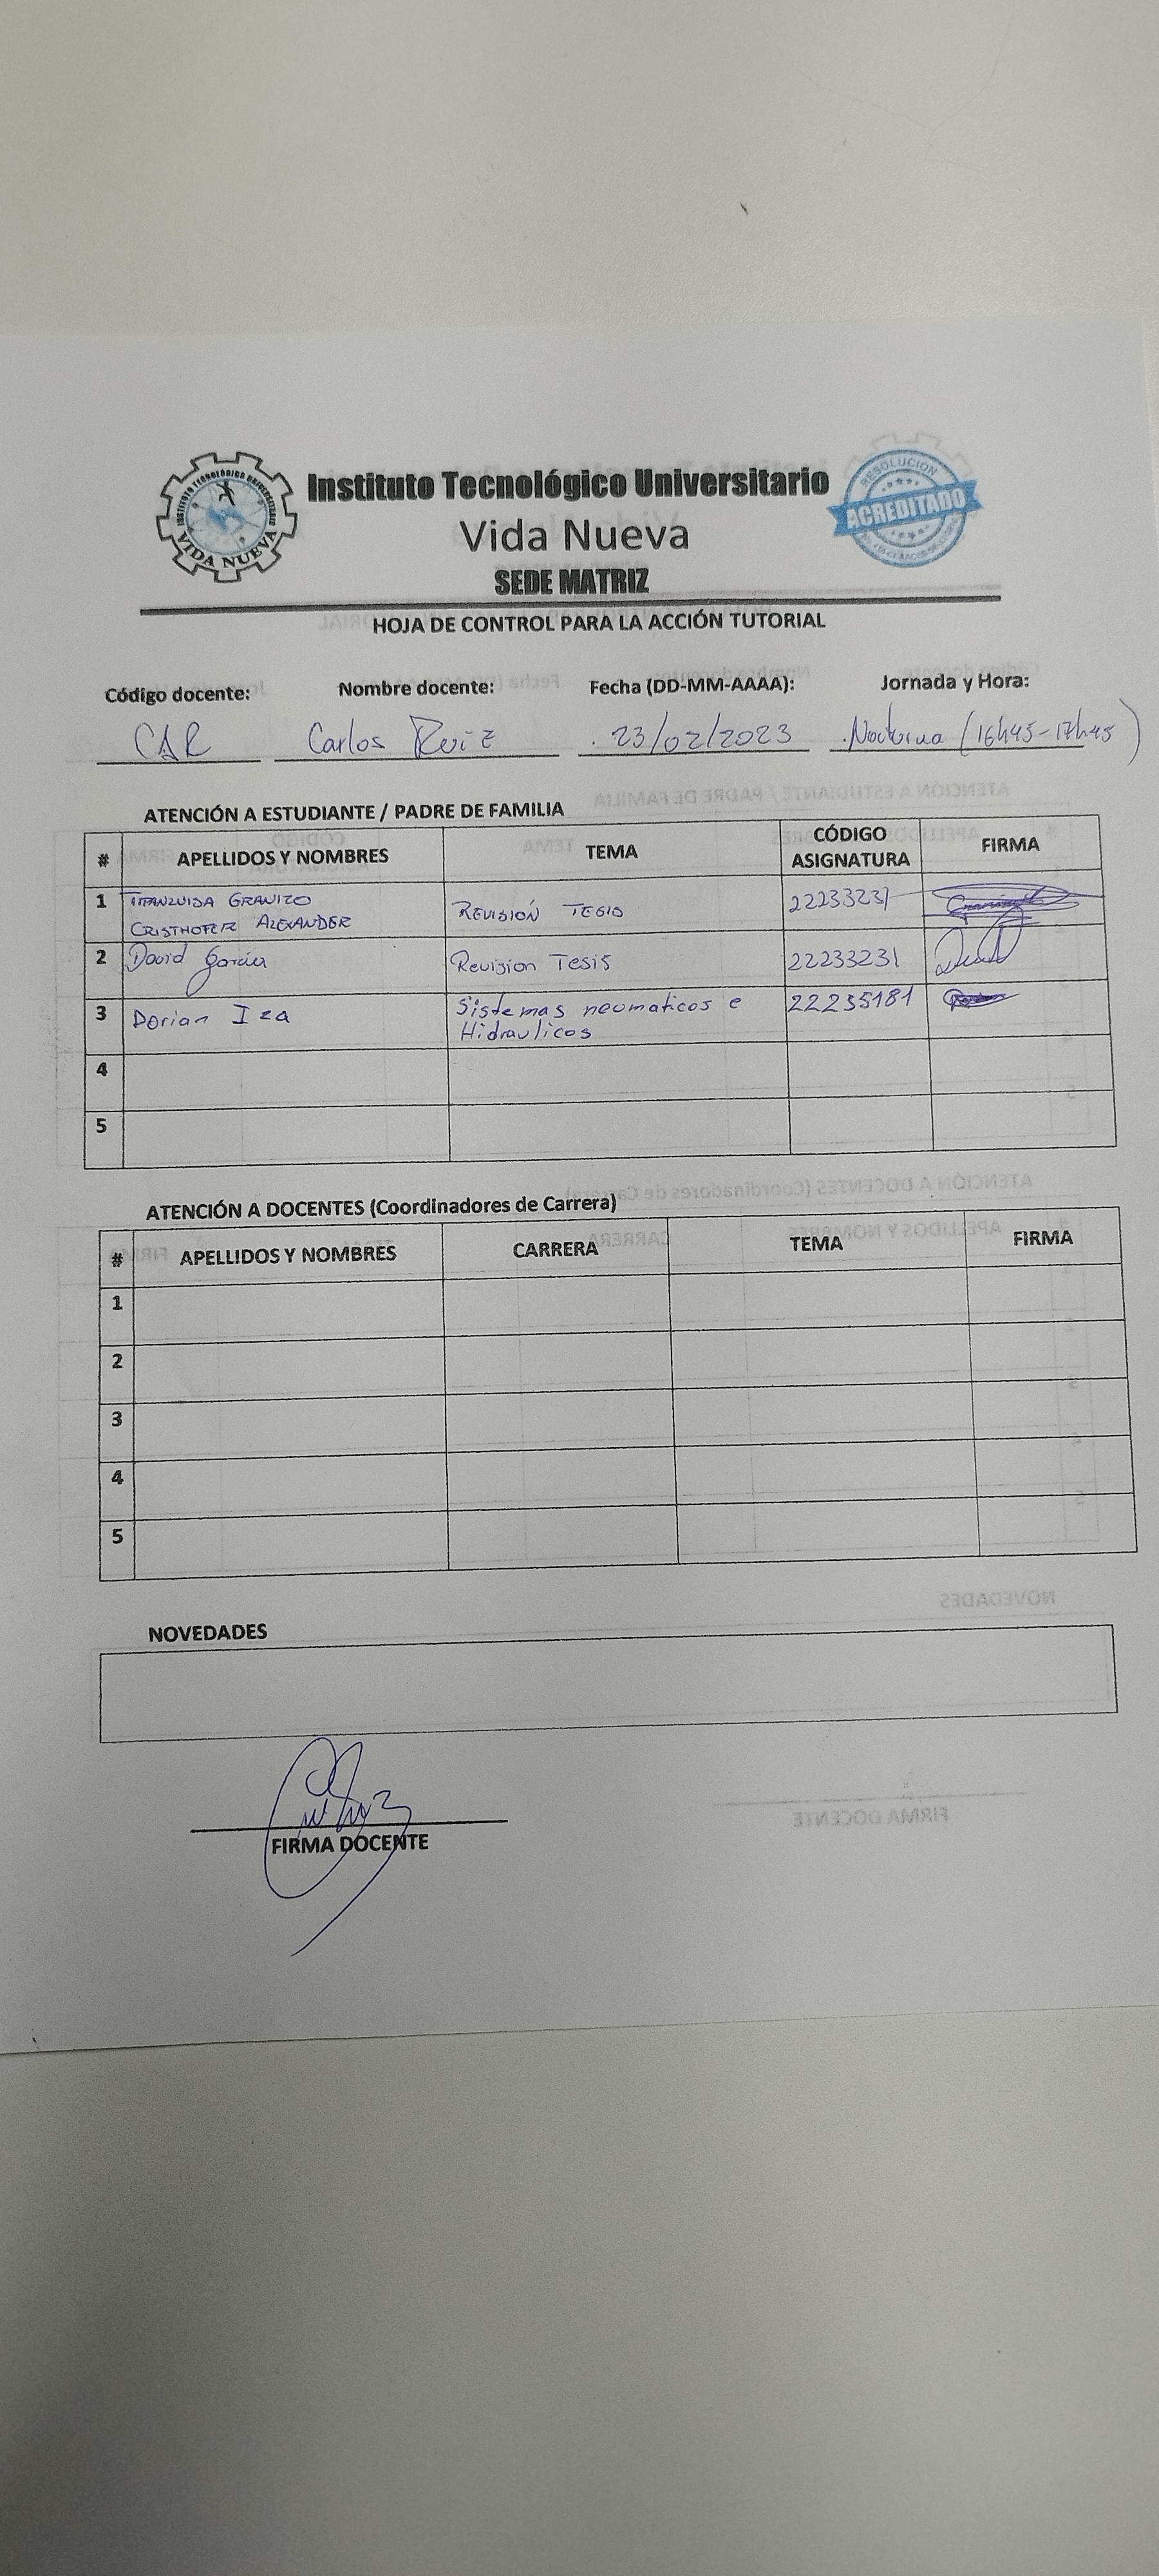 INSTITUTO TECNOLÓGICO UNIVERSITARIO
VIDA NUEVA
Instituto Tecnológico Universitario
Vida Nueva
SEDE MATRIZ
RESOLUCIÓN
ACREDITADO
HOJA DE CONTROL PARA LA ACCIÓN TUTORIAL
Código docente: Nombre docente: Fecha (DD-MM-AAAA): Jornada y Hora:
CAR Carlos Ruiz 23/02/2023 Nocturna (16h45-17h45)
ATENCIÓN A ESTUDIANTE / PADRE DE FAMILIA
# APELLIDOS Y NOMBRES TEMA CÓDIGO ASIGNATURA FIRMA
1 GRANIZO CRISTHOFER ALEXANDER REVISIÓN TESIS 22233231
2 David García Revision Tesis 22233231
3 Dorian Iza Sistemas neumaticos e Hidraulicos 22235181
4
5
ATENCIÓN A DOCENTES (Coordinadores de Carrera)
# APELLIDOS Y NOMBRES CARRERA TEMA FIRMA
1
2
3
4
5
NOVEDADES
FIRMA DOCENTE